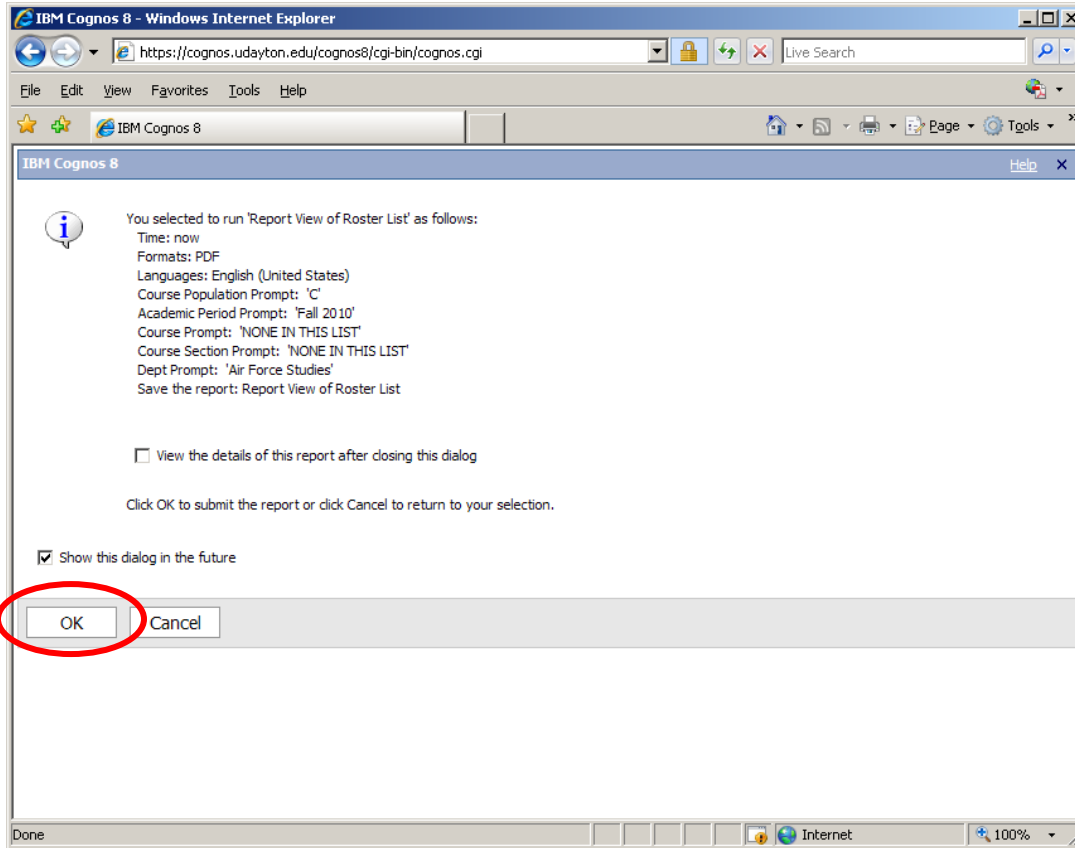 IBM Cognos 8 - Windows Internet Explorer
https://cognos.udayton.edu/cognos8/cgi-bin/cognos.cgi
Live Search
File Edit View Favorites Tools Help
IBM Cognos 8
Page Tools »
IBM Cognos 8
Help
You selected to run 'Report View of Roster List' as follows:
Time: now
Formats: PDF
Languages: English (United States)
Course Population Prompt: 'C'
Academic Period Prompt: 'Fall 2010'
Course Prompt: 'NONE IN THIS LIST'
Course Section Prompt: 'NONE IN THIS LIST'
Dept Prompt: 'Air Force Studies'
Save the report: Report View of Roster List
View the details of this report after closing this dialog
Click OK to submit the report or click Cancel to return to your selection.
Show this dialog in the future
OK Cancel
Done Internet 100%